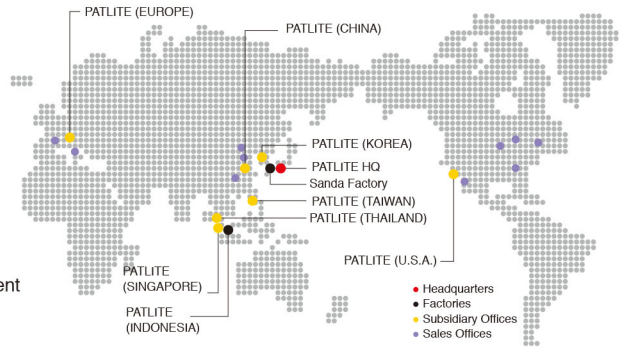 PATLITE (EUROPE)
PATLITE (CHINA)
PATLITE (KOREA)
PATLITE HQ
Sanda Factory
PATLITE (TAIWAN)
PATLITE (THAILAND)
PATLITE (U.S.A.)
PATLITE
(SINGAPORE)
PATLITE
(INDONESIA)
Headquarters
Factories
Subsidiary Offices
Sales Offices